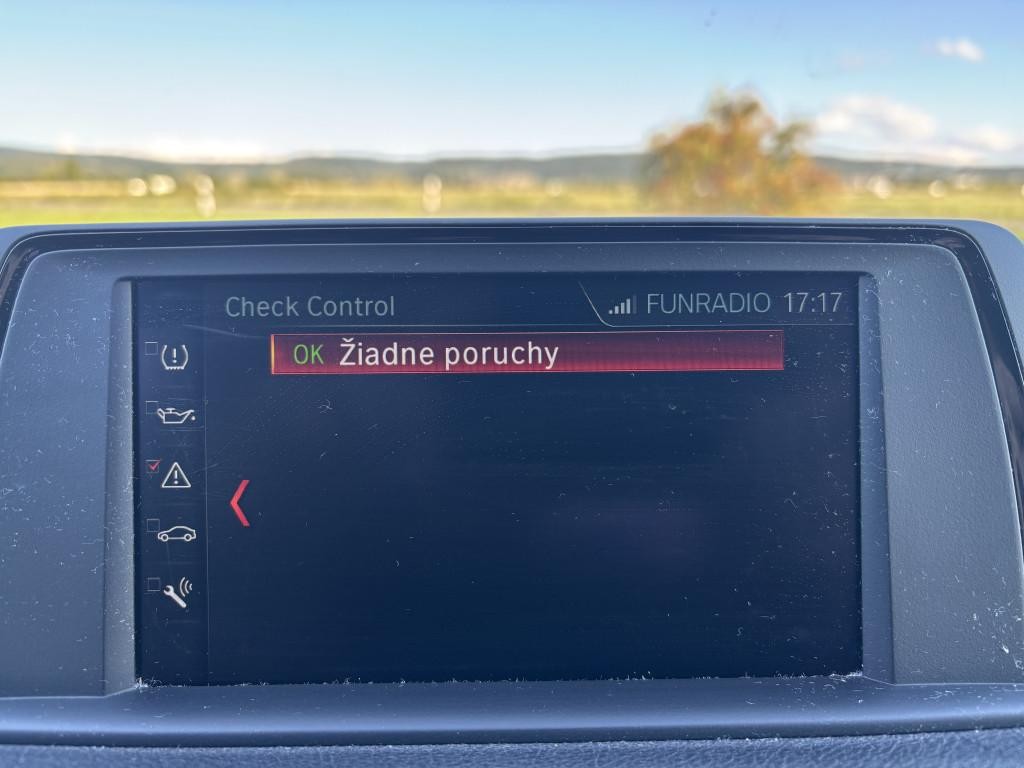 Check Control
FUNRADIO 17:17
OK Žiadne poruchy